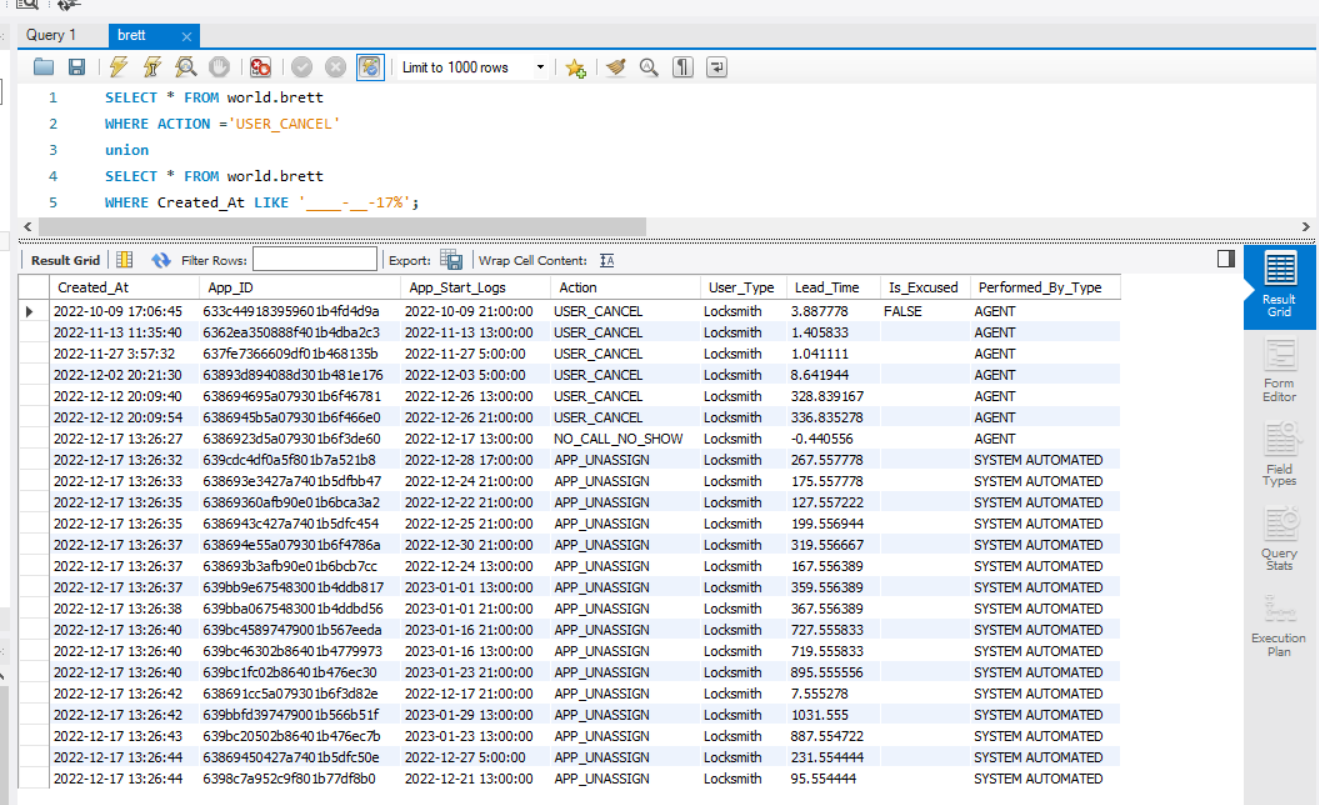 Query 1 brett ×
Limit to 1000 rows
1 SELECT * FROM world.brett
2 WHERE ACTION ='USER_CANCEL'
3 union
4 SELECT * FROM world.brett
5 WHERE Created_At LIKE '____-__-17%';
Result Grid Filter Rows: Export: Wrap Cell Content:
Created_At App_ID App_Start_Logs Action User_Type Lead_Time Is_Excused Performed_By_Type
2022-10-09 17:06:45 633c449183959601b4fd4d9a 2022-10-09 21:00:00 USER_CANCEL Locksmith 3.887778 FALSE AGENT
2022-11-13 11:35:40 6362ea350888f401b4dba2c3 2022-11-13 13:00:00 USER_CANCEL Locksmith 1.405833 AGENT
2022-11-27 3:57:32 637fe7366609df01b468135b 2022-11-27 5:00:00 USER_CANCEL Locksmith 1.041111 AGENT
2022-12-02 20:21:30 63893d894088d301b481e176 2022-12-03 5:00:00 USER_CANCEL Locksmith 8.641944 AGENT
2022-12-12 20:09:40 638694695a079301b6f46781 2022-12-26 13:00:00 USER_CANCEL Locksmith 328.839167 AGENT
2022-12-12 20:09:54 6386945b5a079301b6f466e0 2022-12-26 21:00:00 USER_CANCEL Locksmith 336.835278 AGENT
2022-12-17 13:26:27 6386923d5a079301b6f3de60 2022-12-17 13:00:00 NO_CALL_NO_SHOW Locksmith -0.440556 AGENT
2022-12-17 13:26:32 639cdc4df0a5f801b7a521b8 2022-12-28 17:00:00 APP_UNASSIGN Locksmith 267.557778 SYSTEM AUTOMATED
2022-12-17 13:26:33 638693e3427a7401b5dfbb47 2022-12-24 21:00:00 APP_UNASSIGN Locksmith 175.557778 SYSTEM AUTOMATED
2022-12-17 13:26:35 63869360afb90e01b6bca3a2 2022-12-22 21:00:00 APP_UNASSIGN Locksmith 127.557222 SYSTEM AUTOMATED
2022-12-17 13:26:35 6386943c427a7401b5dfc454 2022-12-25 21:00:00 APP_UNASSIGN Locksmith 199.556944 SYSTEM AUTOMATED
2022-12-17 13:26:37 638694e55a079301b6f4786a 2022-12-30 21:00:00 APP_UNASSIGN Locksmith 319.556667 SYSTEM AUTOMATED
2022-12-17 13:26:37 638693b3afb90e01b6bcb7cc 2022-12-24 13:00:00 APP_UNASSIGN Locksmith 167.556389 SYSTEM AUTOMATED
2022-12-17 13:26:37 639bb9e675483001b4ddb817 2023-01-01 13:00:00 APP_UNASSIGN Locksmith 359.556389 SYSTEM AUTOMATED
2022-12-17 13:26:38 639bba0675483001b4ddbd56 2023-01-01 21:00:00 APP_UNASSIGN Locksmith 367.556389 SYSTEM AUTOMATED
2022-12-17 13:26:40 639bc45897479001b567eeda 2023-01-16 21:00:00 APP_UNASSIGN Locksmith 727.555833 SYSTEM AUTOMATED
2022-12-17 13:26:40 639bc46302b86401b4779973 2023-01-16 13:00:00 APP_UNASSIGN Locksmith 719.555833 SYSTEM AUTOMATED
2022-12-17 13:26:40 639bc1fc02b86401b476ec30 2023-01-23 21:00:00 APP_UNASSIGN Locksmith 895.555556 SYSTEM AUTOMATED
2022-12-17 13:26:42 638691cc5a079301b6f3d82e 2022-12-17 21:00:00 APP_UNASSIGN Locksmith 7.555278 SYSTEM AUTOMATED
2022-12-17 13:26:42 639bbfd397479001b566b51f 2023-01-29 13:00:00 APP_UNASSIGN Locksmith 1031.555 SYSTEM AUTOMATED
2022-12-17 13:26:43 639bc20502b86401b476ec7b 2023-01-23 13:00:00 APP_UNASSIGN Locksmith 887.554722 SYSTEM AUTOMATED
2022-12-17 13:26:44 63869450427a7401b5dfc50e 2022-12-27 5:00:00 APP_UNASSIGN Locksmith 231.554444 SYSTEM AUTOMATED
2022-12-17 13:26:44 6398c7a952c9f801b77df8b0 2022-12-21 13:00:00 APP_UNASSIGN Locksmith 95.554444 SYSTEM AUTOMATED
Result
Grid
Form
Editor
Field
Types
Query
Stats
Execution
Plan